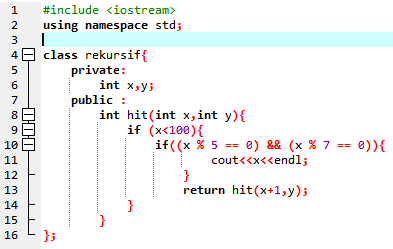 1 #include <iostream>
2 using namespace std;
3
4 class rekursif{
5 private:
6 int x,y;
7 public :
8 int hit(int x,int y){
9 if (x<100){
10 if((x % 5 == 0) && (x % 7 == 0)){
11 cout<<x<<endl;
12 }
13 return hit(x+1,y);
14 }
15 }
16 };